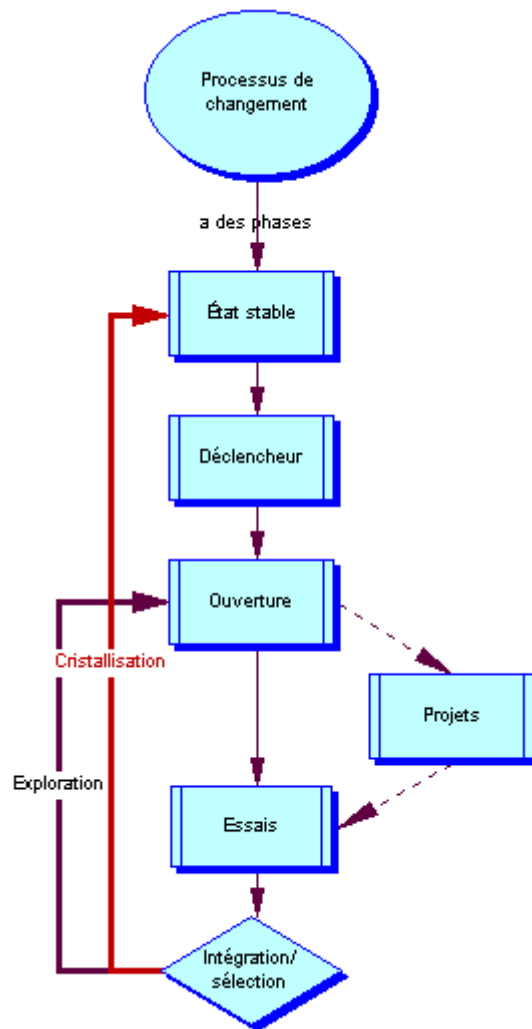 Processus de
changement
a des phases
État stable
Déclencheur
Ouverture
Cristallisation
Projets
Exploration
Essais
Intégration/
sélection